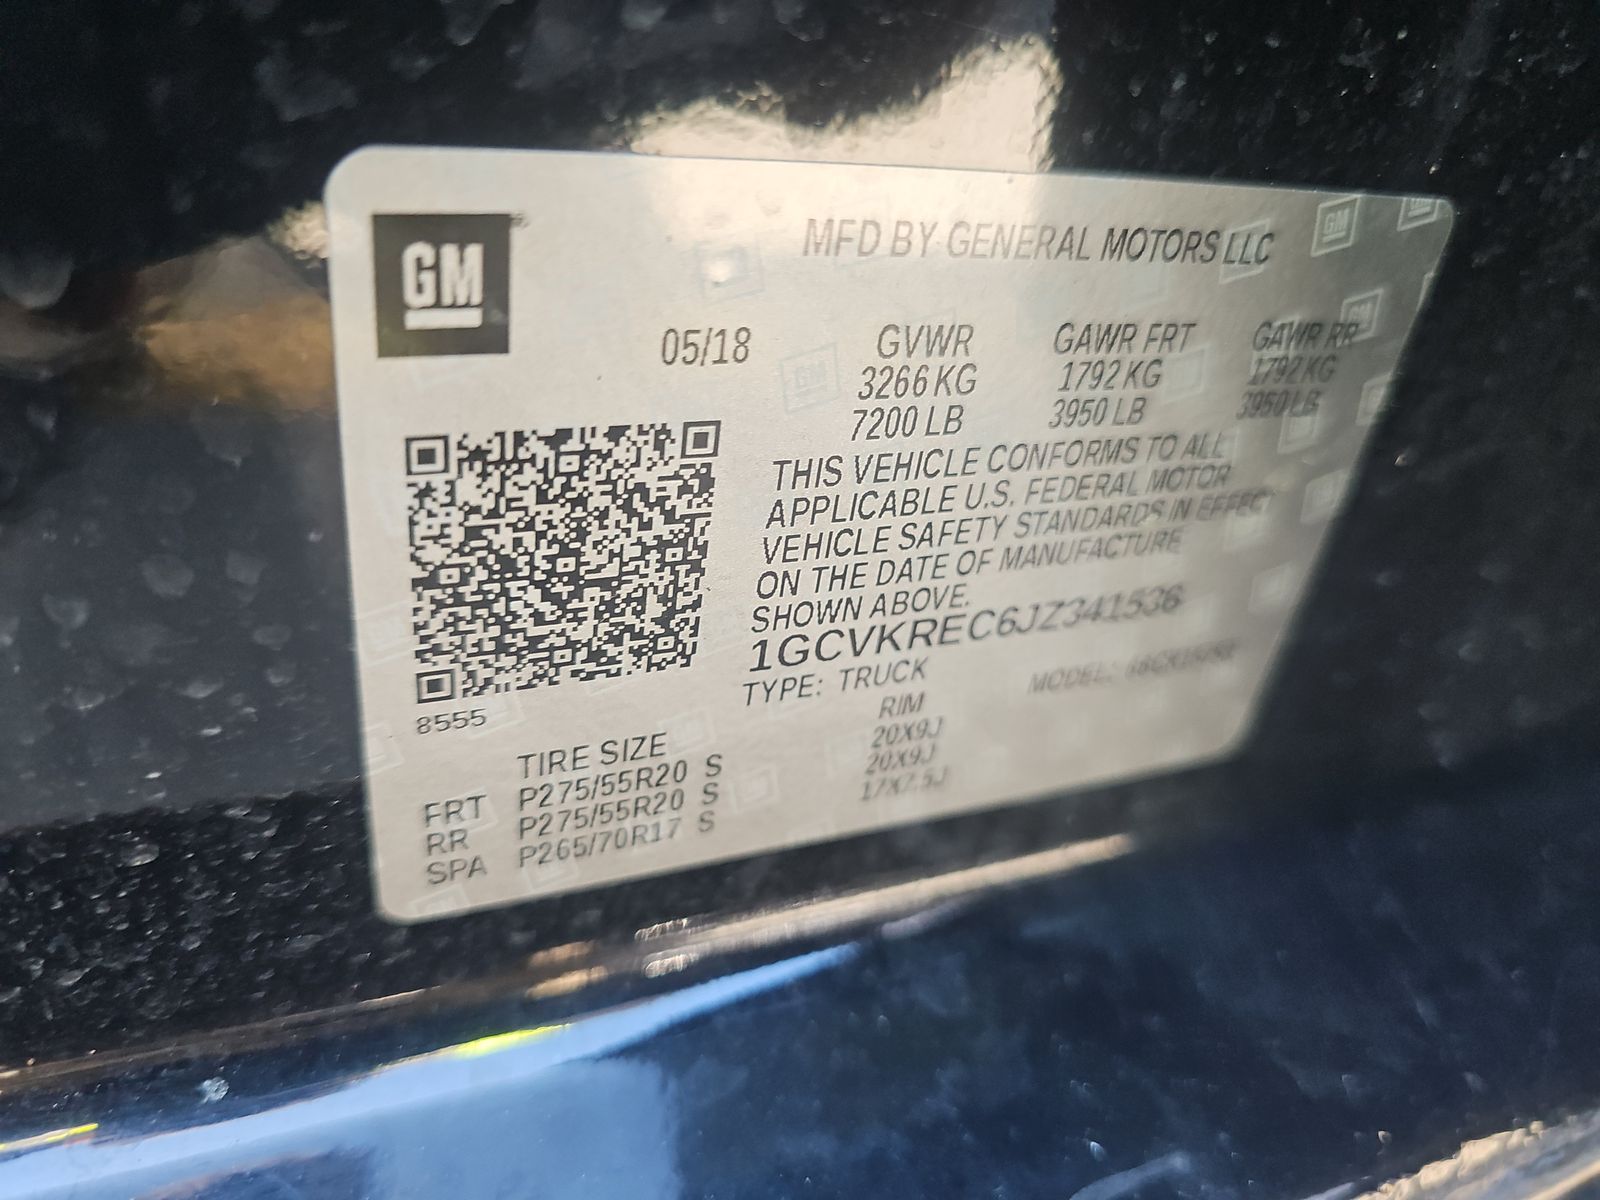 GM
MFD BY GENERAL MOTORS LLC
05/18 GVWR GAWR FRT GAWR RR
3266 KG 1792 KG 1792 KG
7200 LB 3950 LB 3950 LB
THIS VEHICLE CONFORMS TO ALL
APPLICABLE U.S. FEDERAL MOTOR
VEHICLE SAFETY STANDARDS IN EFFECT
ON THE DATE OF MANUFACTURE
SHOWN ABOVE.
1GCVKREC6JZ341536
TYPE: TRUCK MODEL:
8555
TIRE SIZE RIM
FRT P275/55R20 S 20X9J
RR P275/55R20 S 20X9J
SPA P265/70R17 S 17X7.5J